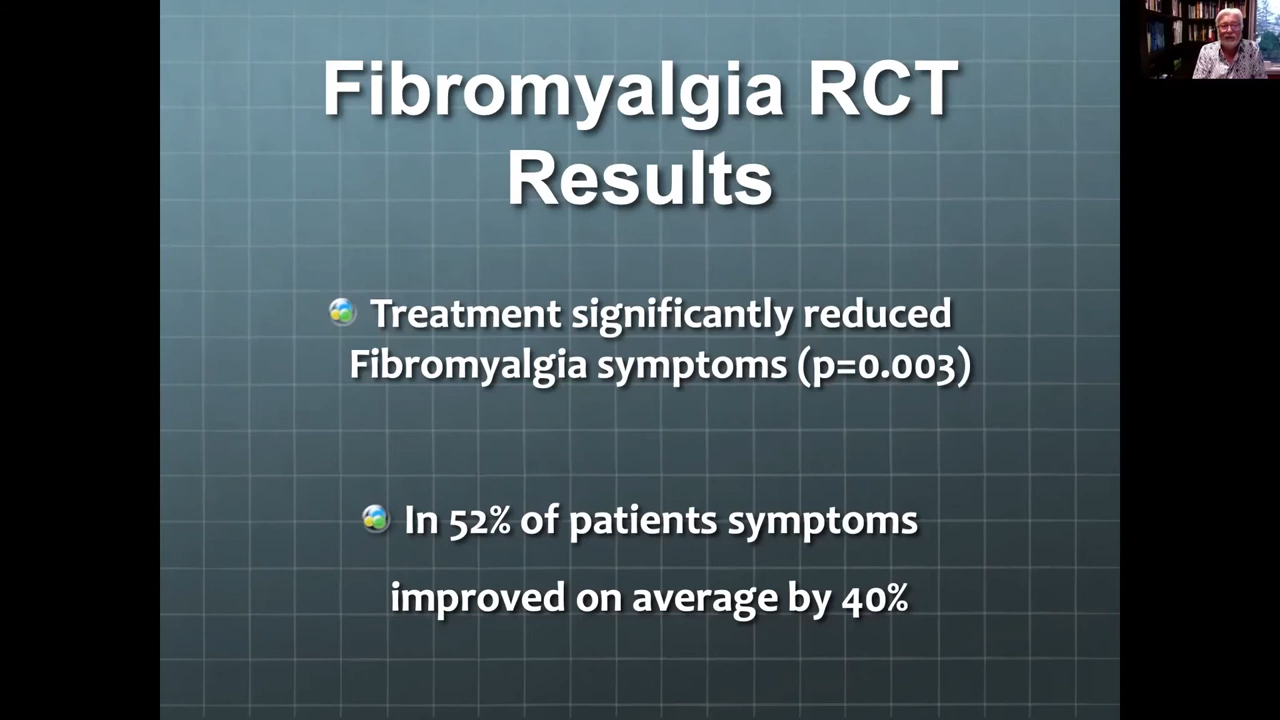 Fibromyalgia RCT
Results
Treatment significantly reduced
Fibromyalgia symptoms (p=0.003)
In 52% of patients symptoms
improved on average by 40%